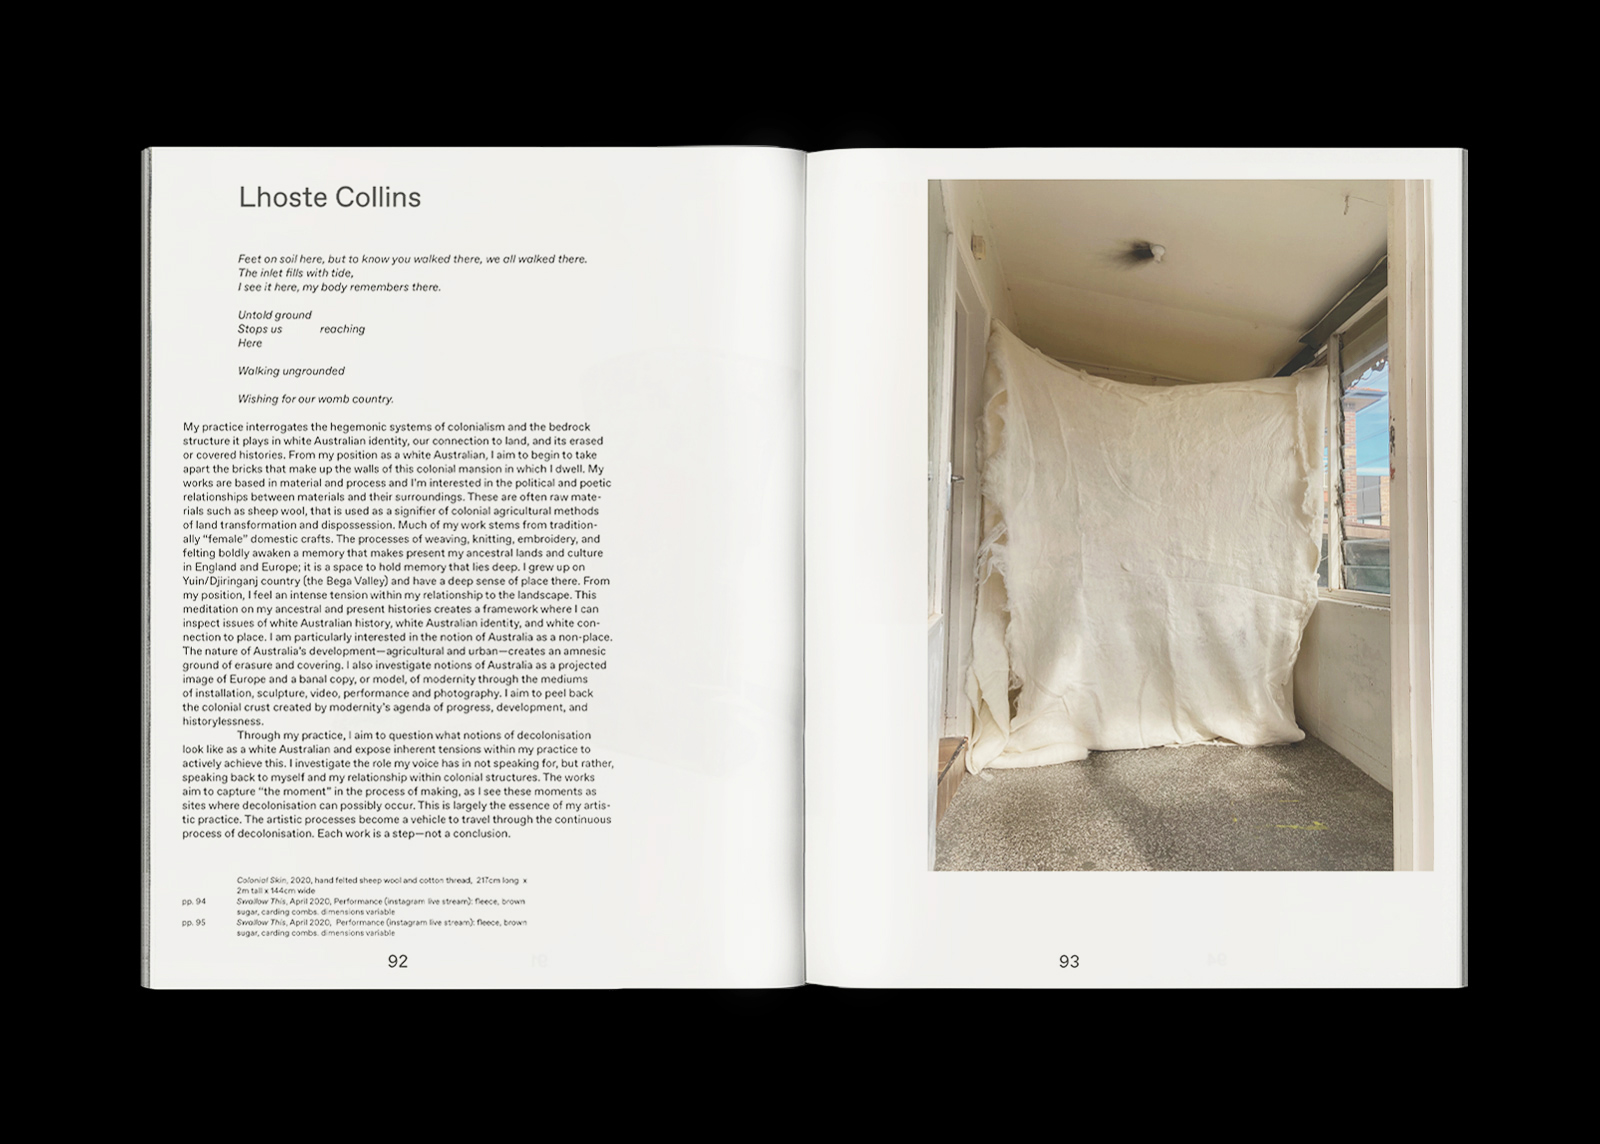 Lhoste Collins
Feet on soil here, but to know you walked there, we all walked there.
The inlet fills with tide,
I see it here, my body remembers there.
Untold ground
Stops us reaching
Here
Walking ungrounded
Wishing for our womb country.
My practice interrogates the hegemonic systems of colonialism and the bedrock
structure it plays in white Australian identity, our connection to land, and its erased
or covered histories. From my position as a white Australian, I aim to begin to take
apart the bricks that make up the walls of this colonial mansion in which I dwell. My
works are based in material and process and I'm interested in the political and poetic
relationships between materials and their surroundings. These are often raw mate-
rials such as sheep wool, that is used as a signifier of colonial agricultural methods
of land transformation and dispossession. Much of my work stems from tradition-
ally “female” domestic crafts. The processes of weaving, knitting, embroidery, and
felting boldly awaken a memory that makes present my ancestral lands and culture
in England and Europe; it is a space to hold memory that lies deep. I grew up on
Yuin/Djiringanj country (the Bega Valley) and have a deep sense of place there. From
my position, I feel an intense tension within my relationship to the landscape. This
meditation on my ancestral and present histories creates a framework where I can
inspect issues of white Australian history, white Australian identity, and white con-
nection to place. I am particularly interested in the notion of Australia as a non-place.
The nature of Australia's development—agricultural and urban—creates an amnesic
ground of erasure and covering. I also investigate notions of Australia as a projected
image of Europe and a banal copy, or model, of modernity through the mediums
of installation, sculpture, video, performance and photography. I aim to peel back
the colonial crust created by modernity's agenda of progress, development, and
historylessness.
Through my practice, I aim to question what notions of decolonisation
look like as a white Australian and expose inherent tensions within my practice to
actively achieve this. I investigate the role my voice has in not speaking for, but rather,
speaking back to myself and my relationship within colonial structures. The works
aim to capture “the moment” in the process of making, as I see these moments as
sites where decolonisation can possibly occur. This is largely the essence of my artis-
tic practice. The artistic processes become a vehicle to travel through the continuous
process of decolonisation. Each work is a step—not a conclusion.
Colonial Skin, 2020, hand felted sheep wool and cotton thread, 217cm long x
2m tall x 144cm wide
pp. 94 Swallow This, April 2020, Performance (instagram live stream): fleece, brown
sugar, carding combs. dimensions variable
pp. 95 Swallow This, April 2020, Performance (instagram live stream): fleece, brown
sugar, carding combs. dimensions variable
92
93